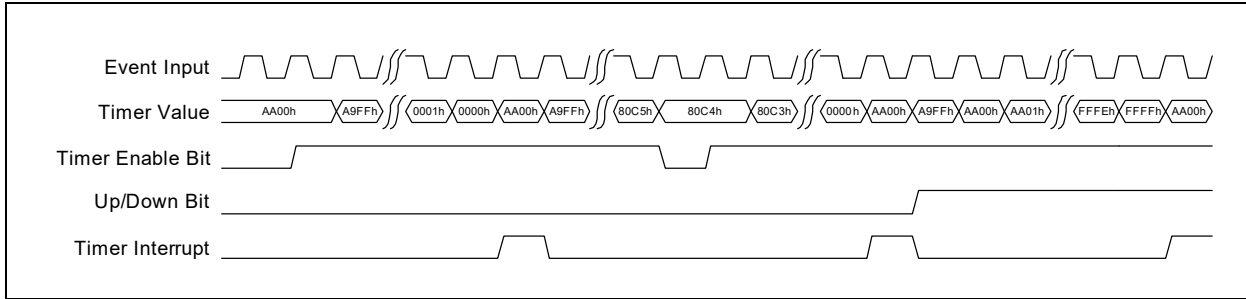 Event Input
Timer Value AA00h A9FFh 0001h 0000h AA00h A9FFh 80C5h 80C4h 80C3h 0000h AA00h A9FFh AA00h AA01h FFFEh FFFFh AA00h
Timer Enable Bit
Up/Down Bit
Timer Interrupt